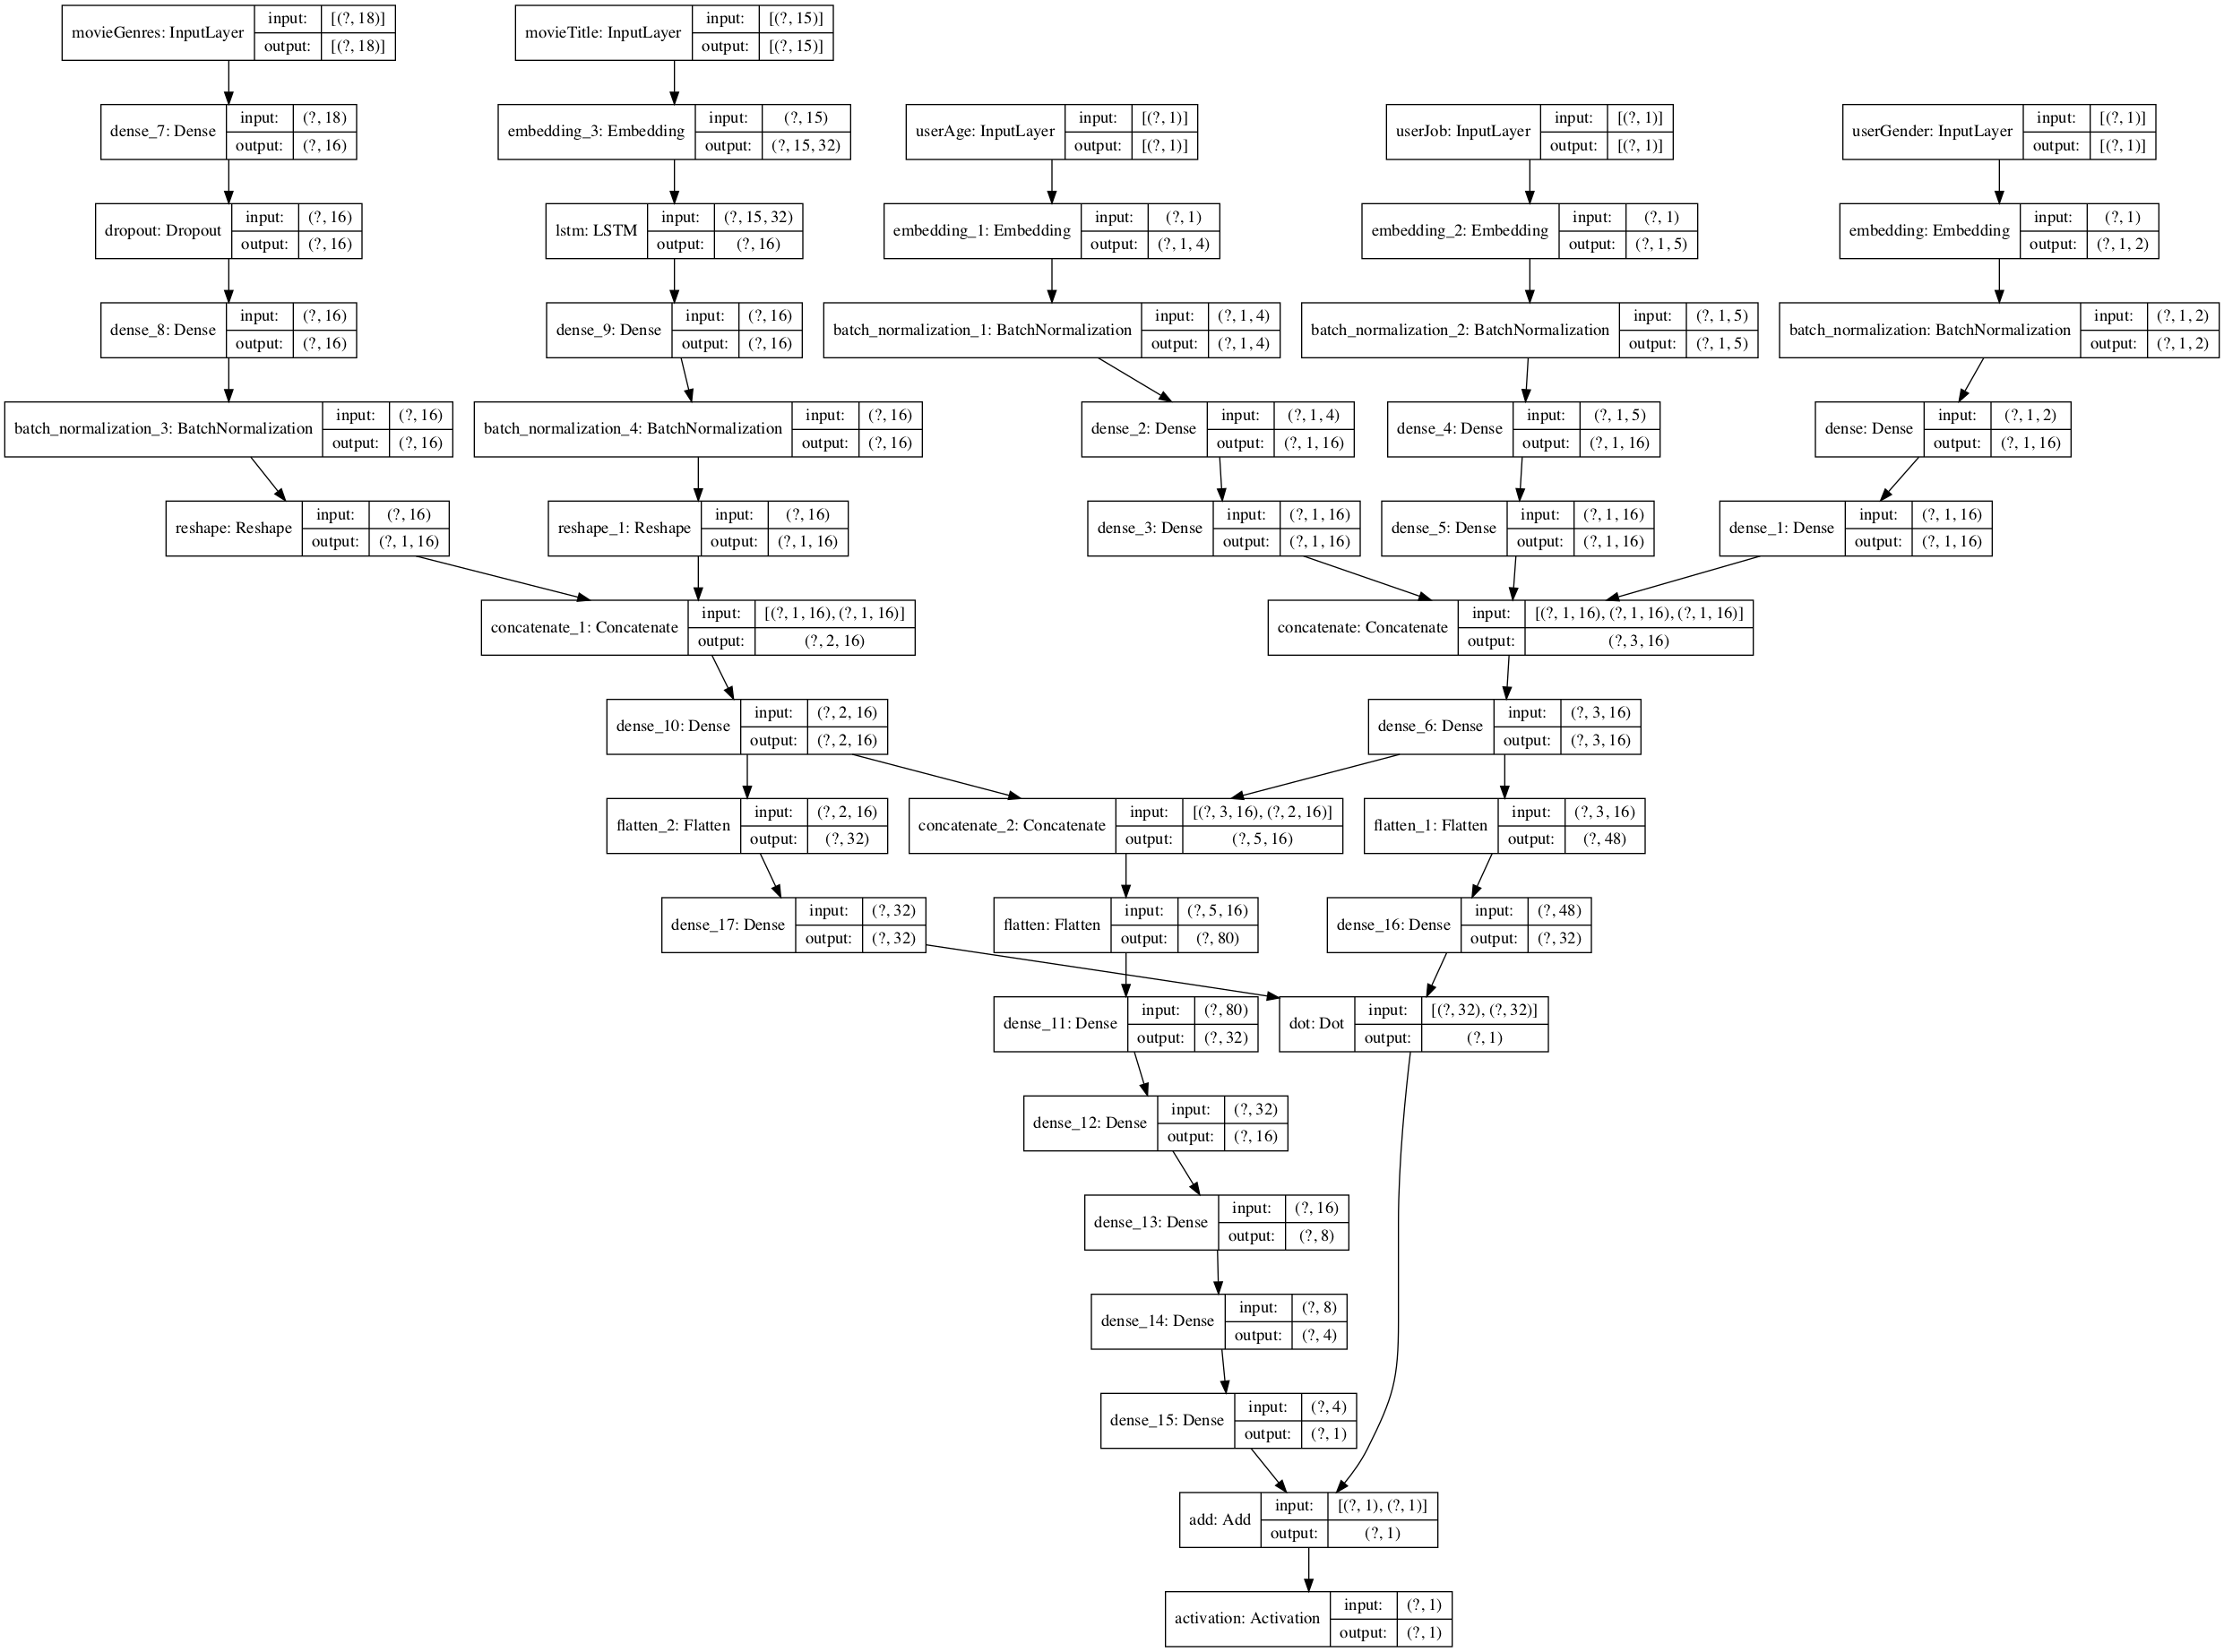 movieGenres: InputLayer
input: [(?, 18)]
output: [(?, 18)]
movieTitle: InputLayer
input: [(?, 15)]
output: [(?, 15)]
dense_7: Dense
input: (?, 18)
output: (?, 16)
embedding_3: Embedding
input: (?, 15)
output: (?, 15, 32)
userAge: InputLayer
input: [(?, 1)]
output: [(?, 1)]
userJob: InputLayer
input: [(?, 1)]
output: [(?, 1)]
userGender: InputLayer
input: [(?, 1)]
output: [(?, 1)]
dropout: Dropout
input: (?, 16)
output: (?, 16)
lstm: LSTM
input: (?, 15, 32)
output: (?, 16)
embedding_1: Embedding
input: (?, 1)
output: (?, 1, 4)
embedding_2: Embedding
input: (?, 1)
output: (?, 1, 5)
embedding: Embedding
input: (?, 1)
output: (?, 1, 2)
dense_8: Dense
input: (?, 16)
output: (?, 16)
dense_9: Dense
input: (?, 16)
output: (?, 16)
batch_normalization_1: BatchNormalization
input: (?, 1, 4)
output: (?, 1, 4)
batch_normalization_2: BatchNormalization
input: (?, 1, 5)
output: (?, 1, 5)
batch_normalization: BatchNormalization
input: (?, 1, 2)
output: (?, 1, 2)
batch_normalization_3: BatchNormalization
input: (?, 16)
output: (?, 16)
batch_normalization_4: BatchNormalization
input: (?, 16)
output: (?, 16)
dense_2: Dense
input: (?, 1, 4)
output: (?, 1, 16)
dense_4: Dense
input: (?, 1, 5)
output: (?, 1, 16)
dense: Dense
input: (?, 1, 2)
output: (?, 1, 16)
reshape: Reshape
input: (?, 16)
output: (?, 1, 16)
reshape_1: Reshape
input: (?, 16)
output: (?, 1, 16)
dense_3: Dense
input: (?, 1, 16)
output: (?, 1, 16)
dense_5: Dense
input: (?, 1, 16)
output: (?, 1, 16)
dense_1: Dense
input: (?, 1, 16)
output: (?, 1, 16)
concatenate_1: Concatenate
input: [(?, 1, 16), (?, 1, 16)]
output: (?, 2, 16)
concatenate: Concatenate
input: [(?, 1, 16), (?, 1, 16), (?, 1, 16)]
output: (?, 3, 16)
dense_10: Dense
input: (?, 2, 16)
output: (?, 2, 16)
dense_6: Dense
input: (?, 3, 16)
output: (?, 3, 16)
flatten_2: Flatten
input: (?, 2, 16)
output: (?, 32)
concatenate_2: Concatenate
input: [(?, 3, 16), (?, 2, 16)]
output: (?, 5, 16)
flatten_1: Flatten
input: (?, 3, 16)
output: (?, 48)
dense_17: Dense
input: (?, 32)
output: (?, 32)
flatten: Flatten
input: (?, 5, 16)
output: (?, 80)
dense_16: Dense
input: (?, 48)
output: (?, 32)
dense_11: Dense
input: (?, 80)
output: (?, 32)
dot: Dot
input: [(?, 32), (?, 32)]
output: (?, 1)
dense_12: Dense
input: (?, 32)
output: (?, 16)
dense_13: Dense
input: (?, 16)
output: (?, 8)
dense_14: Dense
input: (?, 8)
output: (?, 4)
dense_15: Dense
input: (?, 4)
output: (?, 1)
add: Add
input: [(?, 1), (?, 1)]
output: (?, 1)
activation: Activation
input: (?, 1)
output: (?, 1)